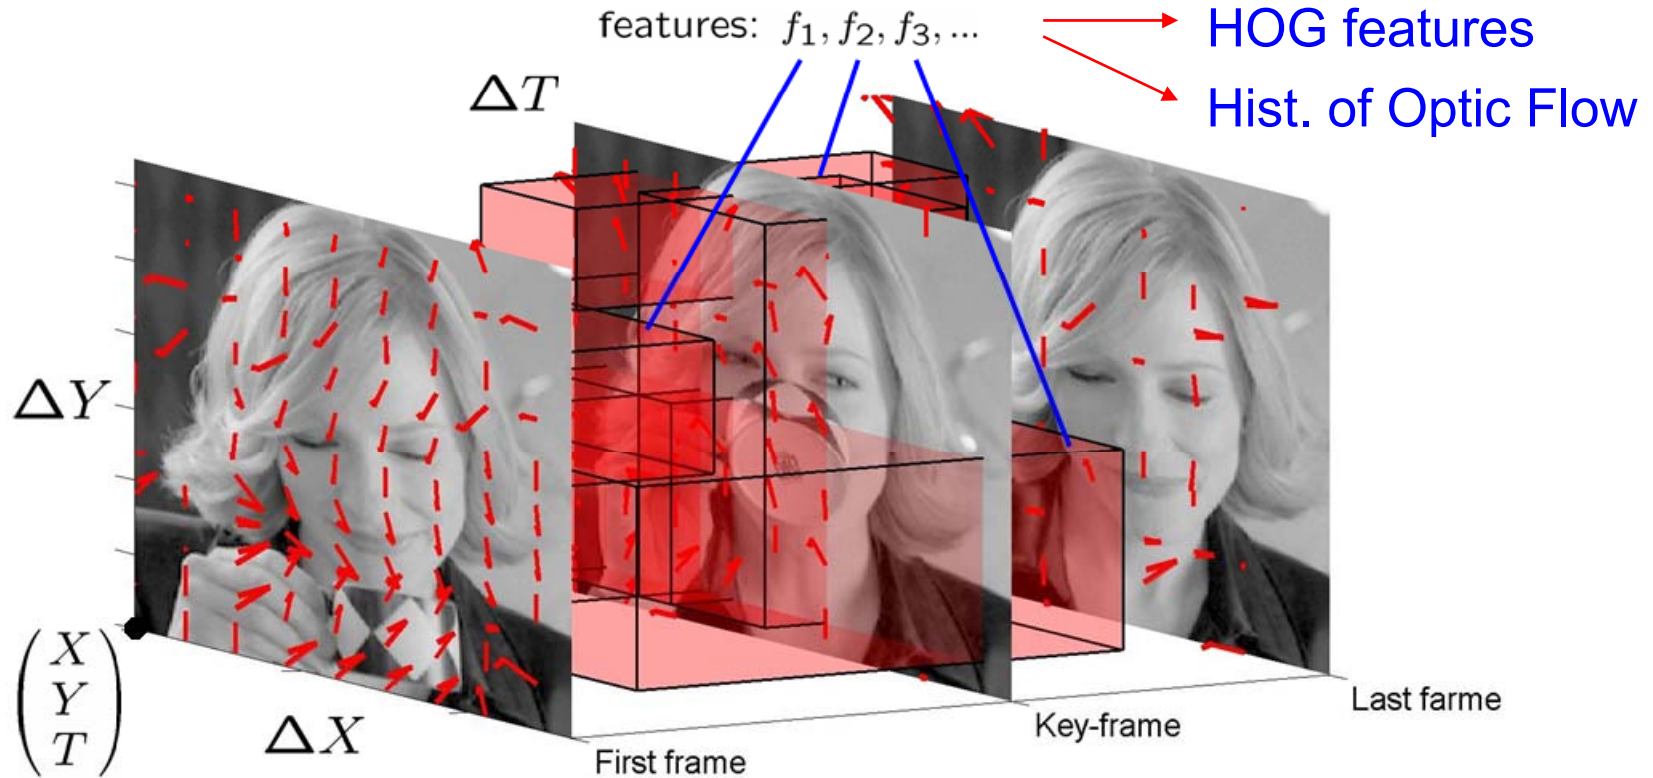 features: f₁, f₂, f₃, ...
HOG features
Hist. of Optic Flow
ΔT
ΔY
(X
Y
T)
ΔX
First frame
Key-frame
Last farme